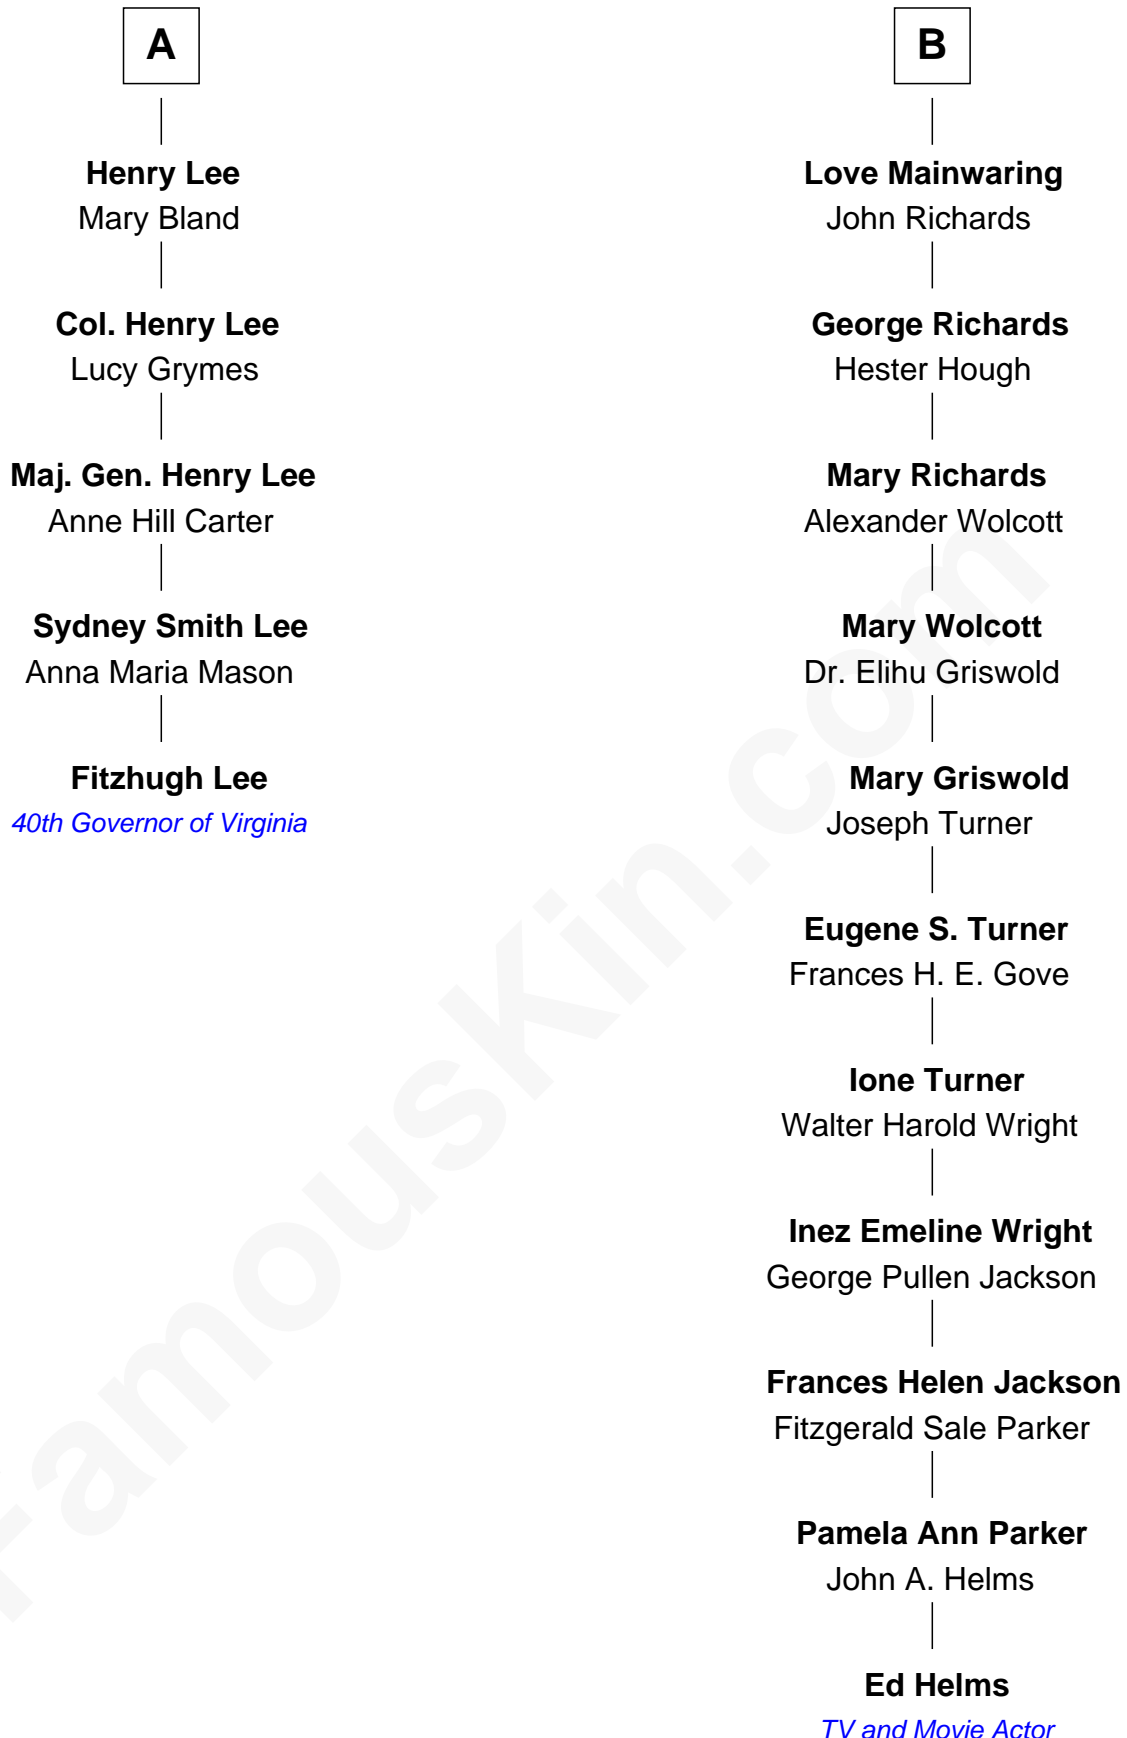 A
Henry Lee
Mary Bland
Col. Henry Lee
Lucy Grymes
Maj. Gen. Henry Lee
Anne Hill Carter
Sydney Smith Lee
Anna Maria Mason
Fitzhugh Lee
40th Governor of Virginia
B
Love Mainwaring
John Richards
George Richards
Hester Hough
Mary Richards
Alexander Wolcott
Mary Wolcott
Dr. Elihu Griswold
Mary Griswold
Joseph Turner
Eugene S. Turner
Frances H. E. Gove
Ione Turner
Walter Harold Wright
Inez Emeline Wright
George Pullen Jackson
Frances Helen Jackson
Fitzgerald Sale Parker
Pamela Ann Parker
John A. Helms
Ed Helms
TV and Movie Actor
FamousKin.com